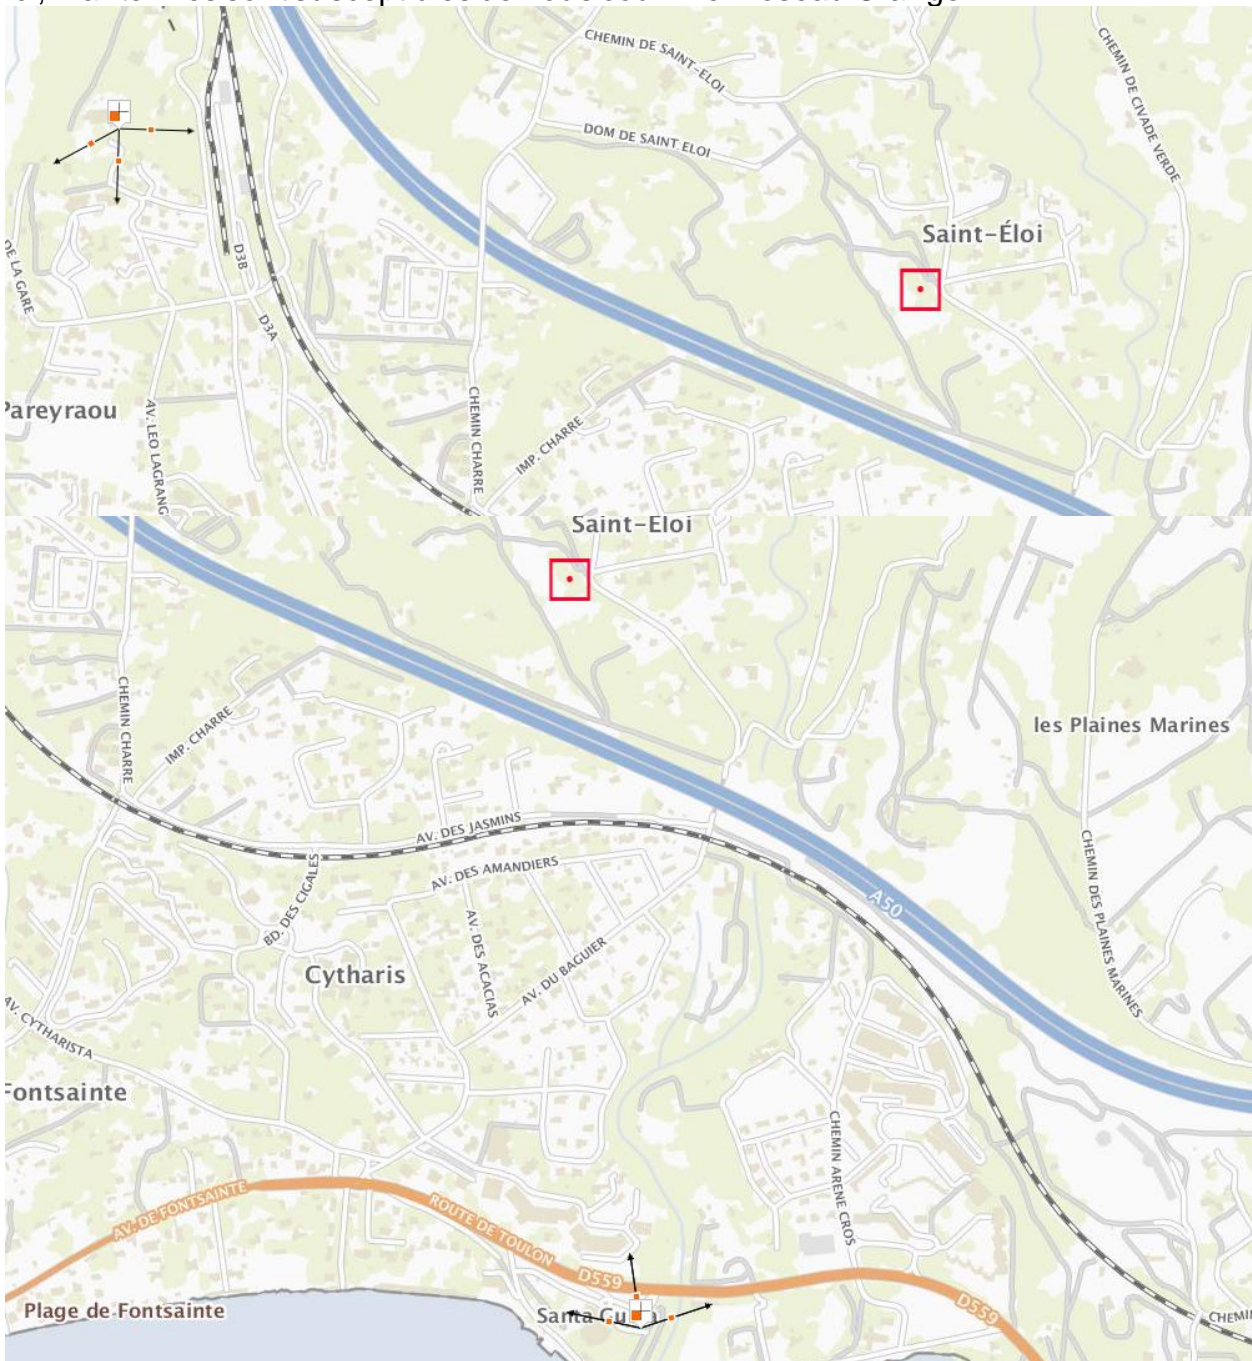 CHEMIN DE SAINT-ELOI
CHEMIN DE CIVADE VERDE
DOM DE SAINT ELOI
Saint-Éloi
DE LA GARE
D3B
D3A
Pareyraou
AV. LEO LAGRANG
CHEMIN CHARRE
IMP. CHARRE
Saint-Eloi
CHEMIN CHARRE
IMP. CHARRE
les Plaines Marines
AV. DES JASMINS
AV. DES AMANDIERS
BD. DES CIGALES
A50
CHEMIN DES PLAINES MARINES
AV. DES ACACIAS
AV. DU BAGUIER
Cytharis
AV. CYTHARISTA
Fontsainte
CHEMIN ARENE CROS
AV. DE FONTSAINTE
ROUTE DE TOULON
D559
D559
Plage de Fontsainte
Santa
CHEMIN